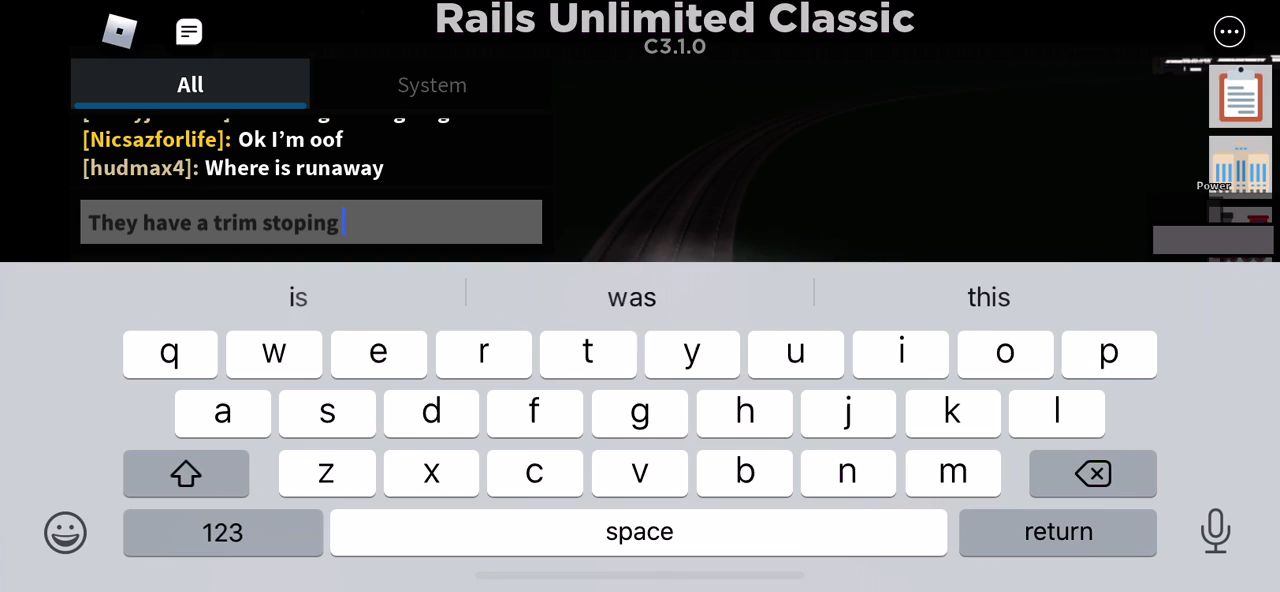 Rails Unlimited Classic
C3.1.0
All System
[Nicsazforlife]: Ok I'm oof
[hudmax4]: Where is runaway
They have a trim stoping
Power
is was this
q w e r t y u i o p
a s d f g h j k l
z x c v b n m
123 space return